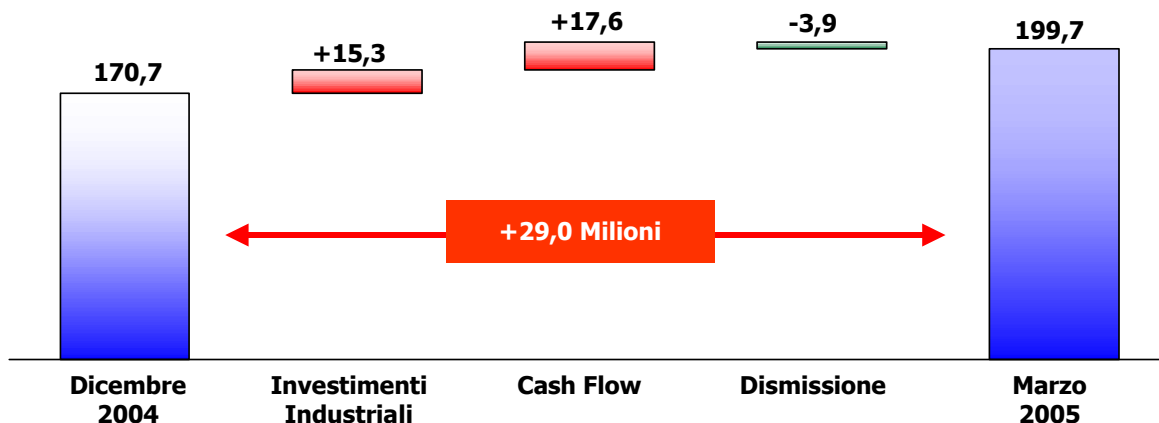 170,7
+15,3
+17,6
-3,9
199,7
+29,0 Milioni
Dicembre
2004
Investimenti
Industriali
Cash Flow
Dismissione
Marzo
2005